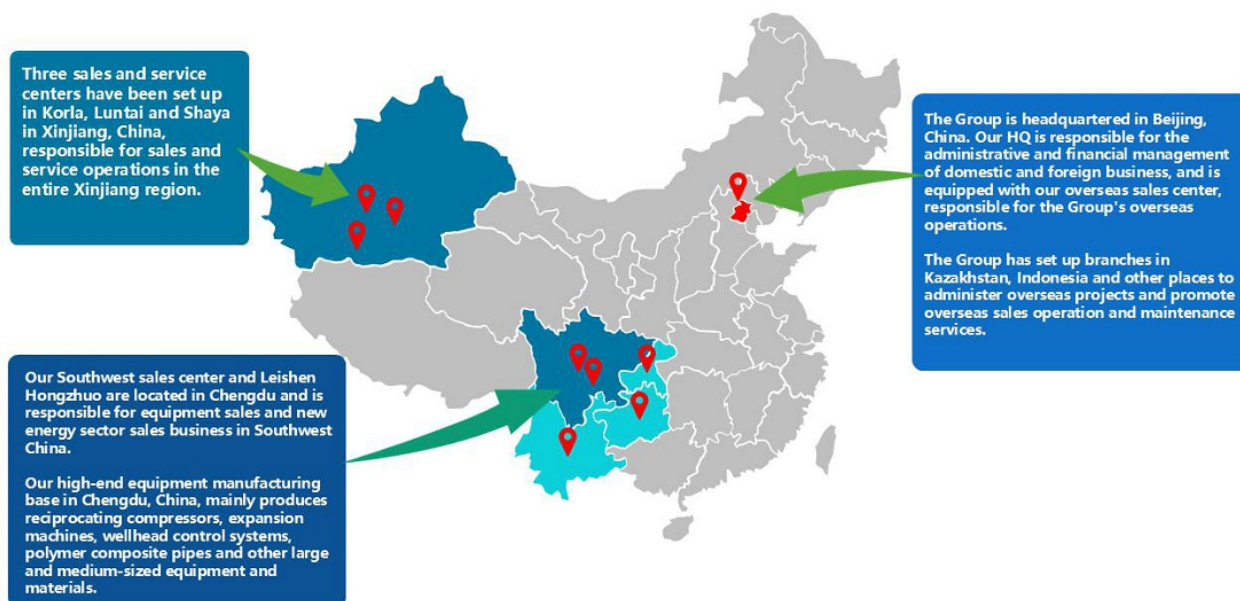 Three sales and service
centers have been set up
in Korla, Luntai and Shaya
in Xinjiang, China,
responsible for sales and
service operations in the
entire Xinjiang region.
The Group is headquartered in Beijing,
China. Our HQ is responsible for the
administrative and financial management
of domestic and foreign business, and is
equipped with our overseas sales center,
responsible for the Group's overseas
operations.
The Group has set up branches in
Kazakhstan, Indonesia and other places to
administer overseas projects and promote
overseas sales operation and maintenance
services.
Our Southwest sales center and Leishen
Hongzhuo are located in Chengdu and is
responsible for equipment sales and new
energy sector sales business in Southwest
China.
Our high-end equipment manufacturing
base in Chengdu, China, mainly produces
reciprocating compressors, expansion
machines, wellhead control systems,
polymer composite pipes and other large
and medium-sized equipment and
materials.